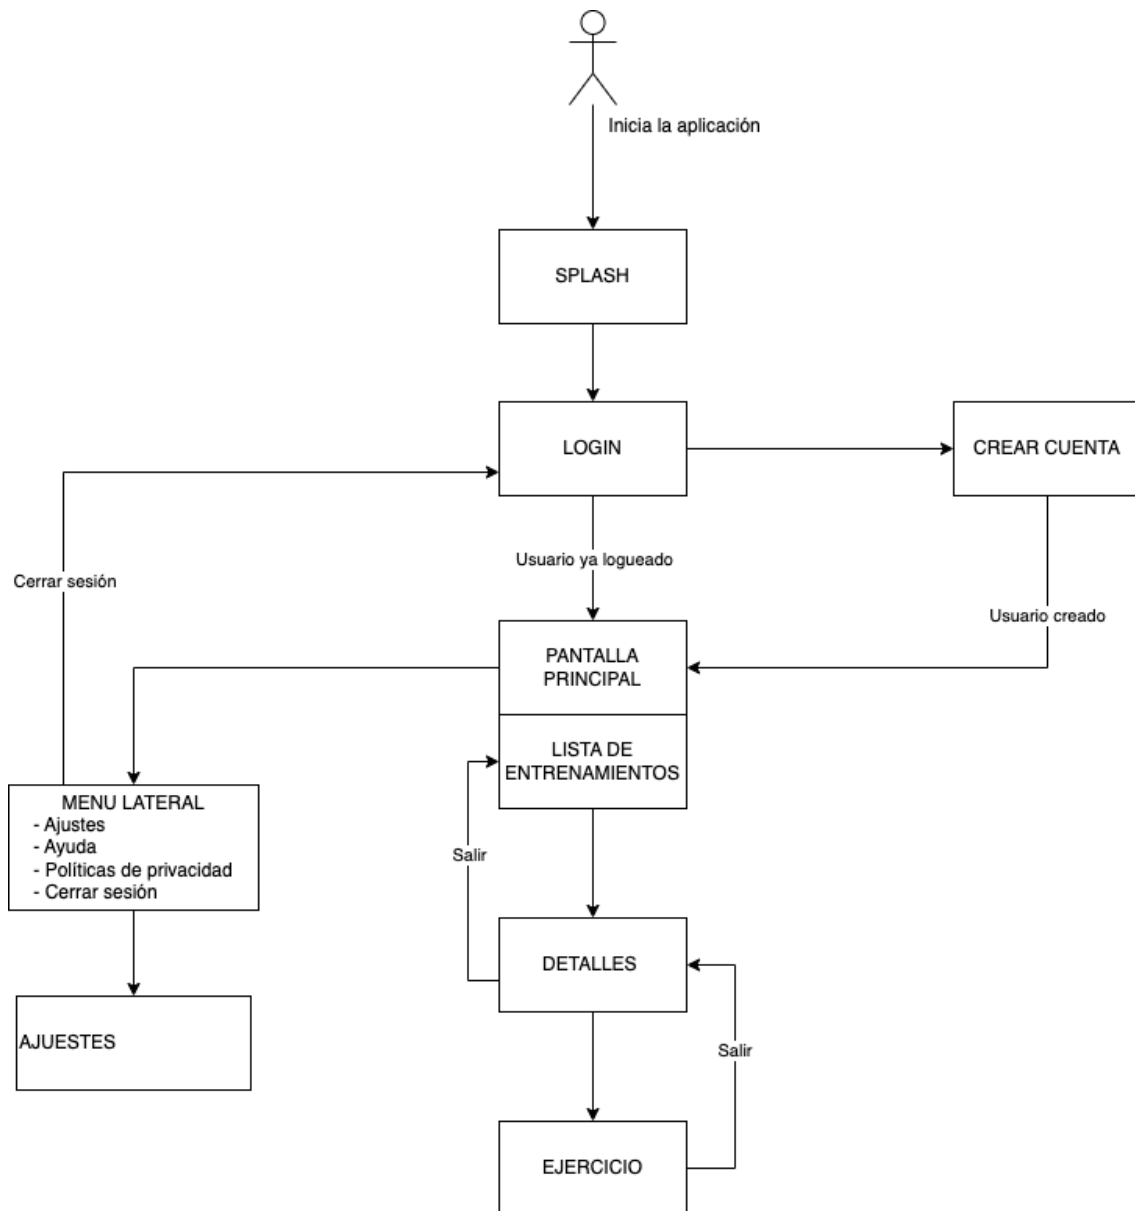 Inicia la aplicación
SPLASH
LOGIN
CREAR CUENTA
Usuario ya logueado
Cerrar sesión
Usuario creado
PANTALLA
PRINCIPAL
LISTA DE
ENTRENAMIENTOS
MENU LATERAL
- Ajustes
- Ayuda
- Políticas de privacidad
- Cerrar sesión
Salir
DETALLES
AJUESTES
Salir
EJERCICIO